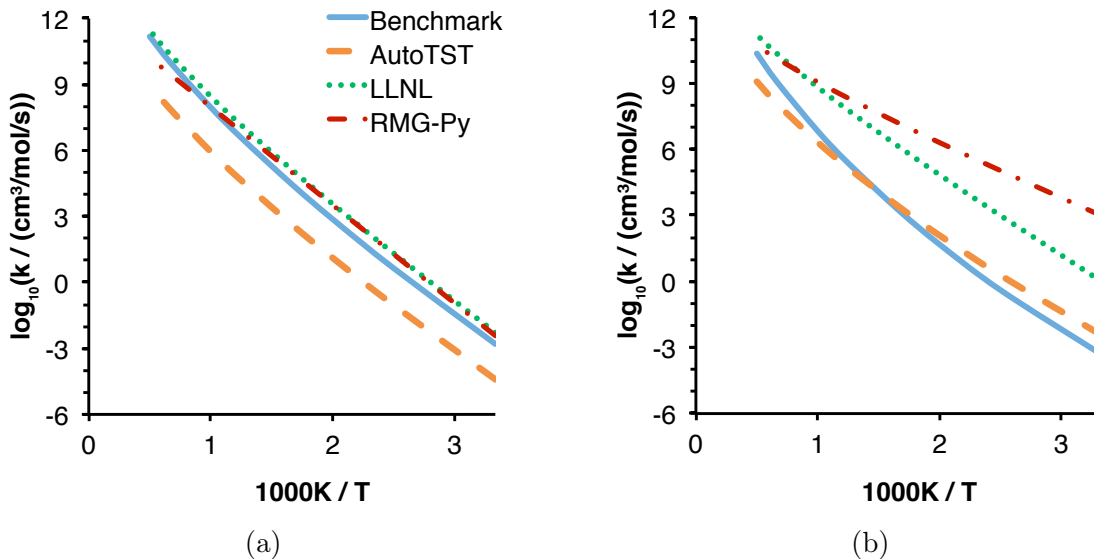 12
9
6
3
0
-3
-6
0
1
2
3
log₁₀(k / (cm³/mol/s))
1000K / T
Benchmark
AutoTST
LLNL
RMG-Py
(a)
12
9
6
3
0
-3
-6
0
1
2
3
log₁₀(k / (cm³/mol/s))
1000K / T
(b)